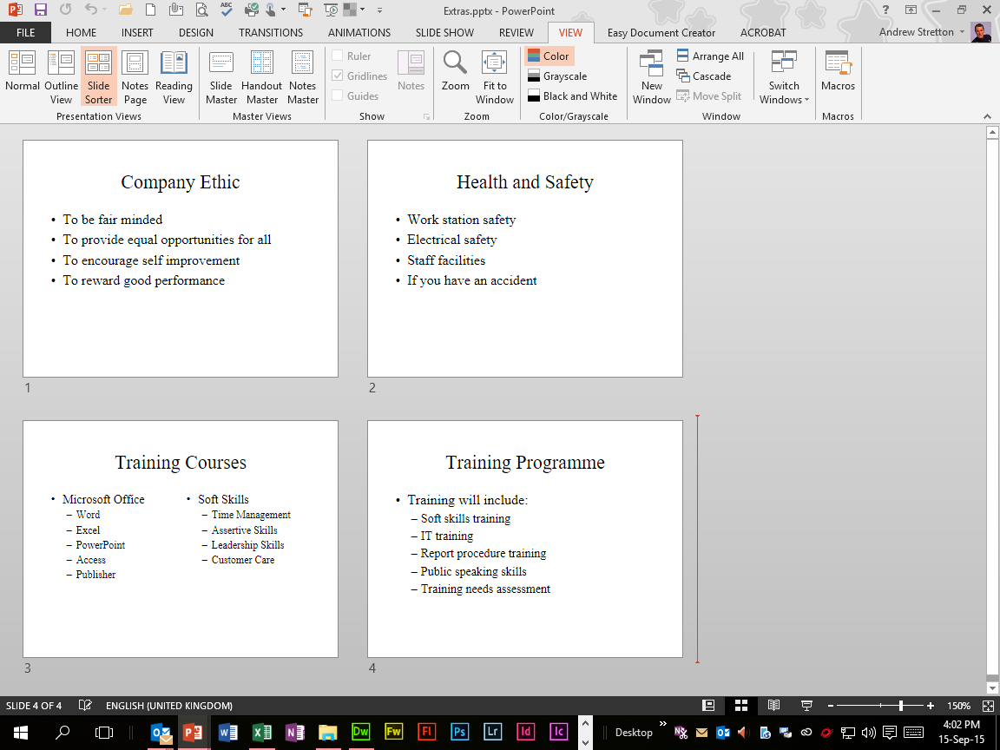 Extras.pptx - PowerPoint
?
FILE HOME INSERT DESIGN TRANSITIONS ANIMATIONS SLIDE SHOW REVIEW VIEW Easy Document Creator ACROBAT Andrew Stretton
Normal Outline View Slide Sorter Notes Page Reading View
Presentation Views
Slide Master Handout Master Notes Master
Master Views
Ruler
Gridlines
Guides
Notes
Show
Zoom Fit to Window
Zoom
Color
Grayscale
Black and White
Color/Grayscale
New Window
Arrange All
Cascade
Move Split
Switch Windows
Window
Macros
Macros
Company Ethic
• To be fair minded
• To provide equal opportunities for all
• To encourage self improvement
• To reward good performance
1
Health and Safety
• Work station safety
• Electrical safety
• Staff facilities
• If you have an accident
2
Training Courses
• Microsoft Office
– Word
– Excel
– PowerPoint
– Access
– Publisher
• Soft Skills
– Time Management
– Assertive Skills
– Leadership Skills
– Customer Care
3
Training Programme
• Training will include:
– Soft skills training
– IT training
– Report procedure training
– Public speaking skills
– Training needs assessment
4
SLIDE 4 OF 4 ENGLISH (UNITED KINGDOM) 150%
Dw Fw Fl Ps Lr Id Ic Desktop » 4:02 PM
15-Sep-15